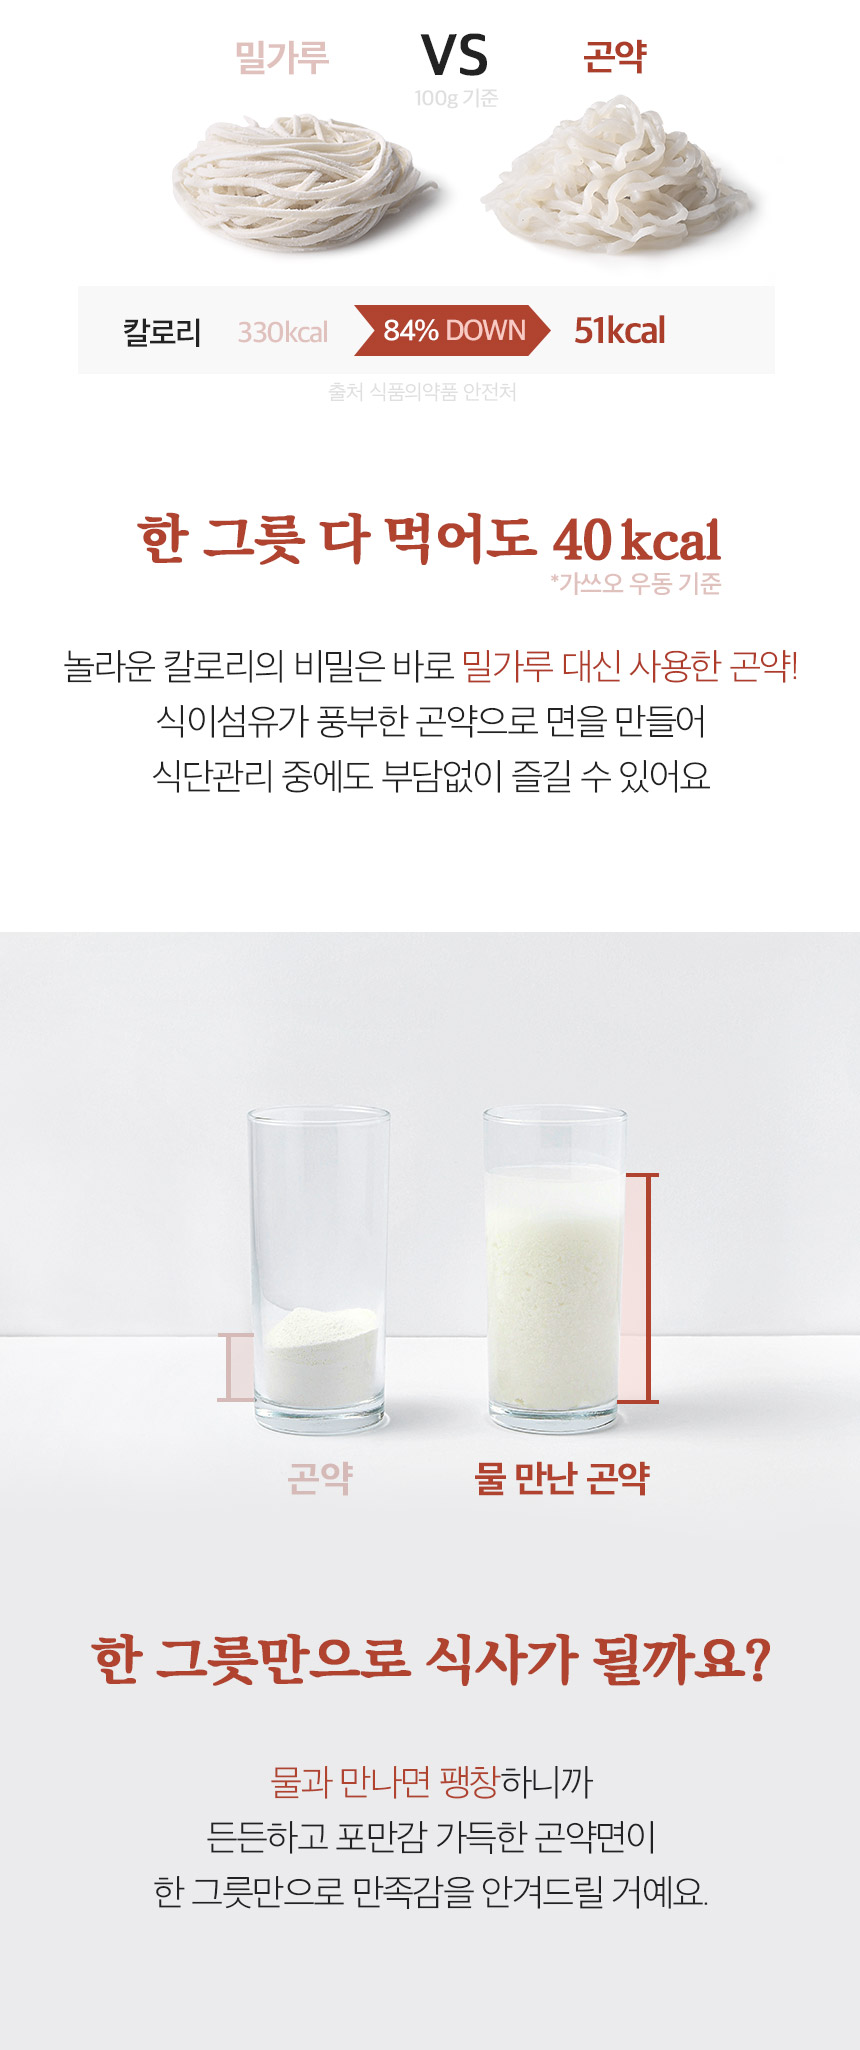 밀가루 VS 곤약
100g 기준
칼로리 330kcal 84% DOWN 51kcal
출처 식품의약품 안전처
한 그릇 다 먹어도 40kcal
*가쓰오 우동 기준
놀라운 칼로리의 비밀은 바로 밀가루 대신 사용한 곤약!
식이섬유가 풍부한 곤약으로 면을 만들어
식단관리 중에도 부담없이 즐길 수 있어요
곤약 물 만난 곤약
한 그릇만으로 식사가 될까요?
물과 만나면 팽창하니까
든든하고 포만감 가득한 곤약면이
한 그릇만으로 만족감을 안겨드릴 거예요.